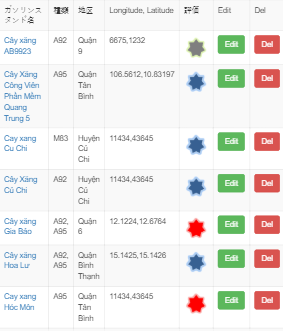 ガソリンス 種類 地区 Longitude, Latitude 評価 Edit Del
タンド名
Cây xăng A92 Quận 6675,1232 Edit Del
AB9923 9
Cây Xăng A95 Quận 106.5612,10.63197 Edit Del
Công Viên Tân
Phần Mềm Bình
Quang
Trung 5
Cay xang M63 Huyện 11434,43645 Edit Del
Cu Chi Củ
Chi
Cây Xăng A92 Huyện 11434,43645 Edit Del
Củ Chi Củ
Chi
Cây xăng A92, Quận 12.1224,12.6764 Edit Del
Gia Bảo A95 6
Cây xăng A92, Quận 15.1425,15.1426 Edit Del
Hoa Lư A95 Bình
Thạnh
Cay xang A95 Quận 11434,43645 Edit Del
Hóc Môn Tân
Bình